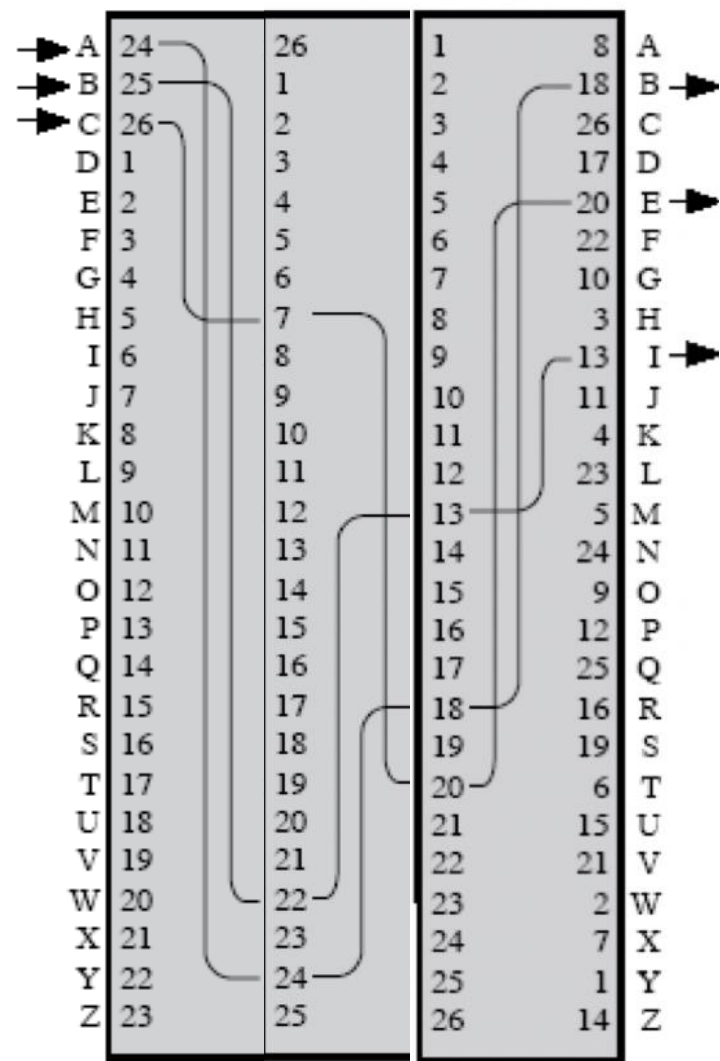 A 24 26 1 8 A
B 25 1 2 18 B
C 26 2 3 26 C
D 1 3 4 17 D
E 2 4 5 20 E
F 3 5 6 22 F
G 4 6 7 10 G
H 5 7 8 3 H
I 6 8 9 13 I
J 7 9 10 11 J
K 8 10 11 4 K
L 9 11 12 23 L
M 10 12 13 5 M
N 11 13 14 24 N
O 12 14 15 9 O
P 13 15 16 12 P
Q 14 16 17 25 Q
R 15 17 18 16 R
S 16 18 19 19 S
T 17 19 20 6 T
U 18 20 21 15 U
V 19 21 22 21 V
W 20 22 23 2 W
X 21 23 24 7 X
Y 22 24 25 1 Y
Z 23 25 26 14 Z